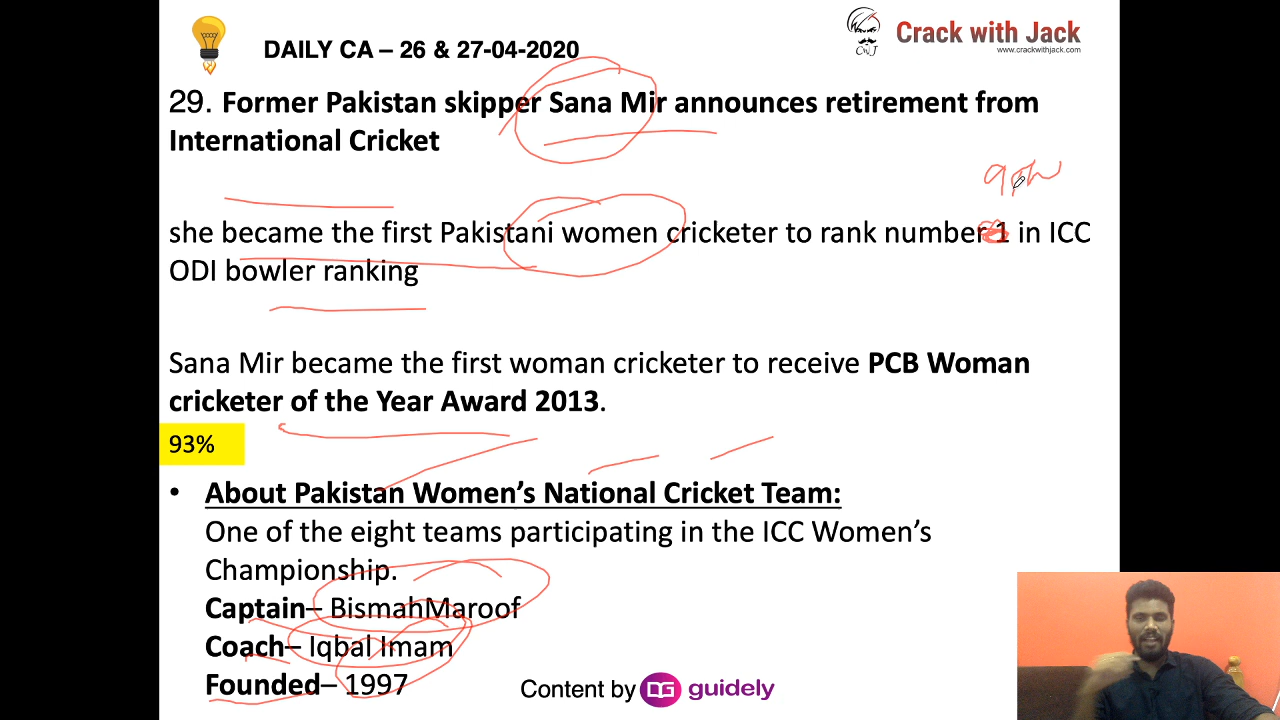 DAILY CA – 26 & 27-04-2020
Crack with Jack
www.crackwithjack.com
CwJ
29. Former Pakistan skipper Sana Mir announces retirement from
International Cricket
she became the first Pakistani women cricketer to rank number 1 in ICC
ODI bowler ranking
Sana Mir became the first woman cricketer to receive PCB Woman
cricketer of the Year Award 2013.
93%
• About Pakistan Women's National Cricket Team:
One of the eight teams participating in the ICC Women's
Championship.
Captain– BismahMaroof
Coach– Iqbal Imam
Founded– 1997
Content by guidely